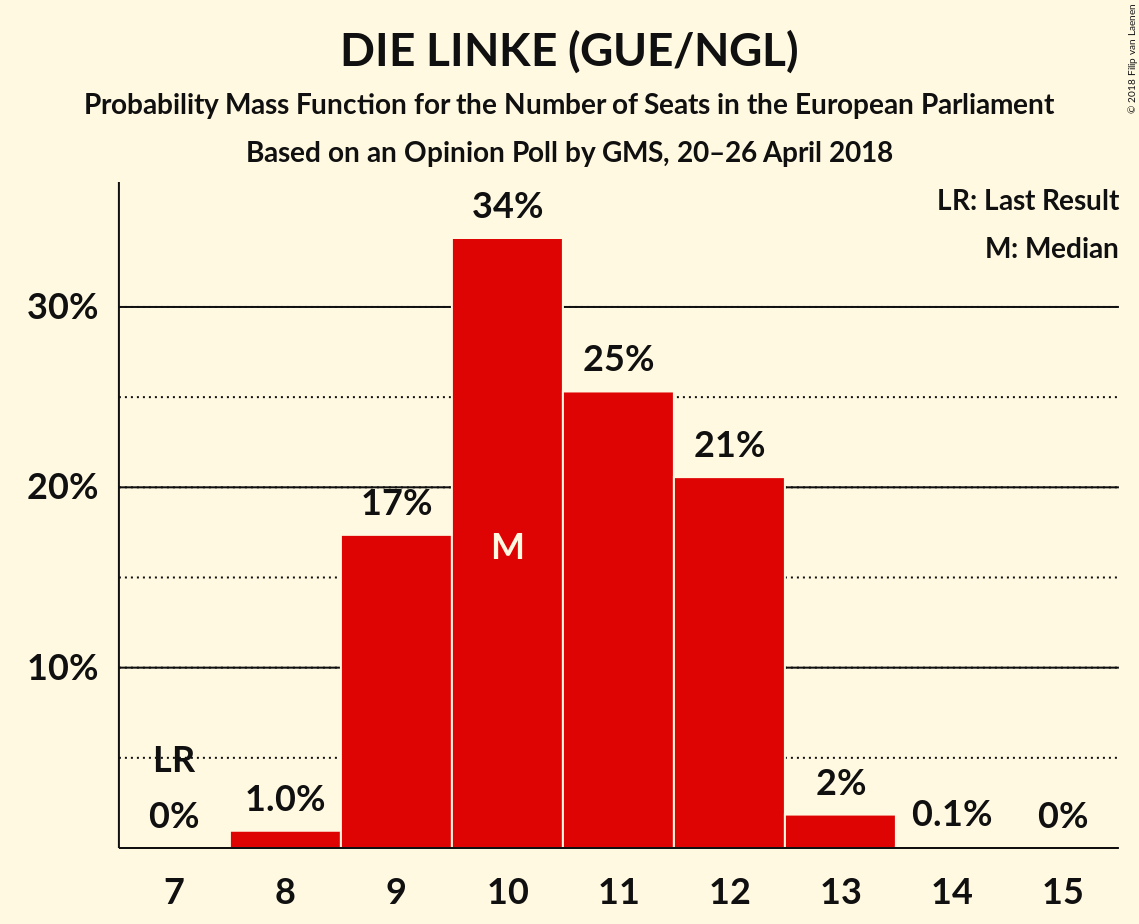 DIE LINKE (GUE/NGL)
Probability Mass Function for the Number of Seats in the European Parliament
Based on an Opinion Poll by GMS, 20–26 April 2018
© 2018 Filip van Laenen
LR: Last Result
M: Median
34%
30%
25%
21%
20%
17%
M
10%
LR
0%
1.0%
2%
0.1%
0%
7 8 9 10 11 12 13 14 15